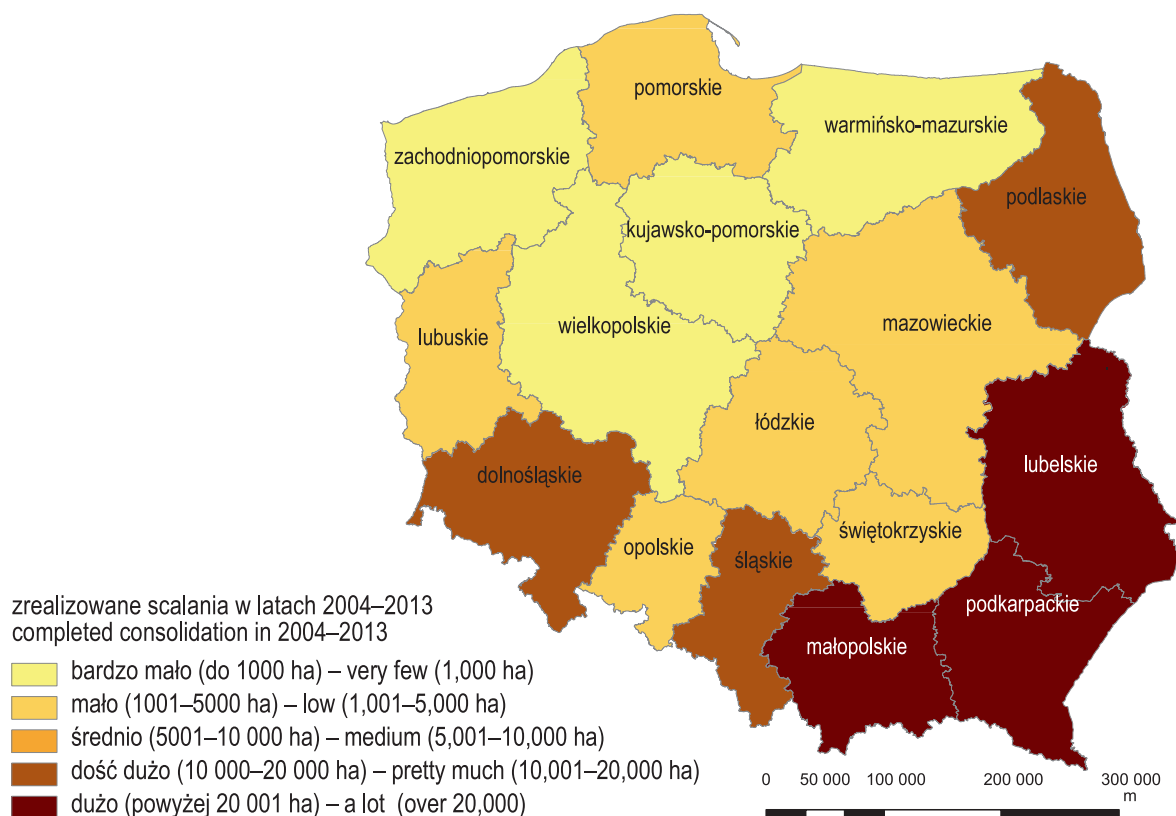 pomorskie
warmińsko-mazurskie
zachodniopomorskie
podlaskie
kujawsko-pomorskie
wielkopolskie
mazowieckie
lubuskie
łódzkie
lubelskie
dolnośląskie
świętokrzyskie
opolskie
śląskie
podkarpackie
małopolskie
zrealizowane scalania w latach 2004–2013
completed consolidation in 2004–2013
bardzo mało (do 1000 ha) – very few (1,000 ha)
mało (1001–5000 ha) – low (1,001–5,000 ha)
średnio (5001–10 000 ha) – medium (5,001–10,000 ha)
dość dużo (10 000–20 000 ha) – pretty much (10,001–20,000 ha)
dużo (powyżej 20 001 ha) – a lot (over 20,000)
0 50 000 100 000 200 000 300 000
m